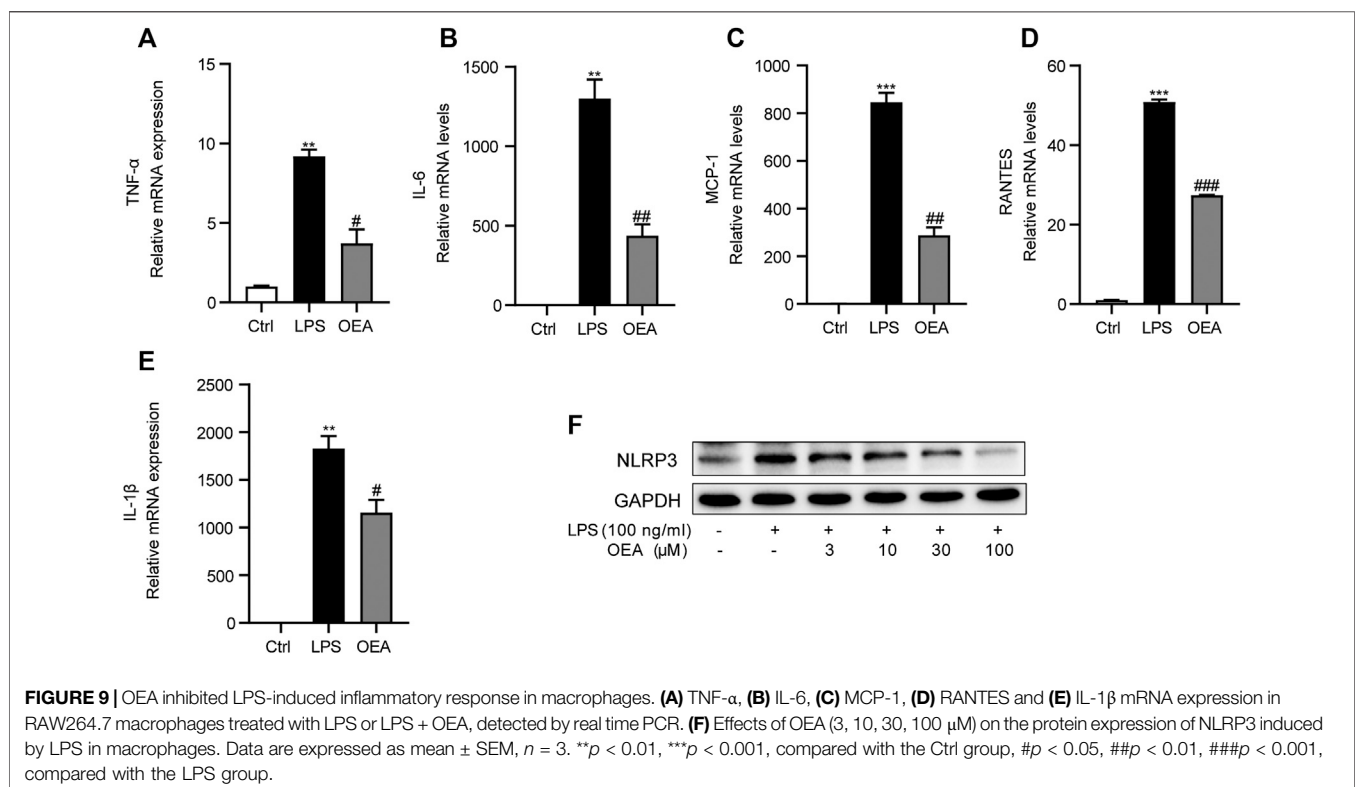 A
TNF-α
Relative mRNA expression
15
10
5
0
**
#
Ctrl LPS OEA
B
IL-6
Relative mRNA levels
1500
1000
500
0
**
##
Ctrl LPS OEA
C
MCP-1
Relative mRNA levels
1000
800
600
400
200
0
***
##
Ctrl LPS OEA
D
RANTES
Relative mRNA levels
60
40
20
0
***
###
Ctrl LPS OEA
E
IL-1β
Relative mRNA expression
2500
2000
1500
1000
500
0
**
#
Ctrl LPS OEA
F
NLRP3
GAPDH
LPS (100 ng/ml) - + + + + +
OEA (μM) - - 3 10 30 100
FIGURE 9 | OEA inhibited LPS-induced inflammatory response in macrophages. (A) TNF-α, (B) IL-6, (C) MCP-1, (D) RANTES and (E) IL-1β mRNA expression in
RAW264.7 macrophages treated with LPS or LPS + OEA, detected by real time PCR. (F) Effects of OEA (3, 10, 30, 100 μM) on the protein expression of NLRP3 induced
by LPS in macrophages. Data are expressed as mean ± SEM, n = 3. **p < 0.01, ***p < 0.001, compared with the Ctrl group, #p < 0.05, ##p < 0.01, ###p < 0.001,
compared with the LPS group.